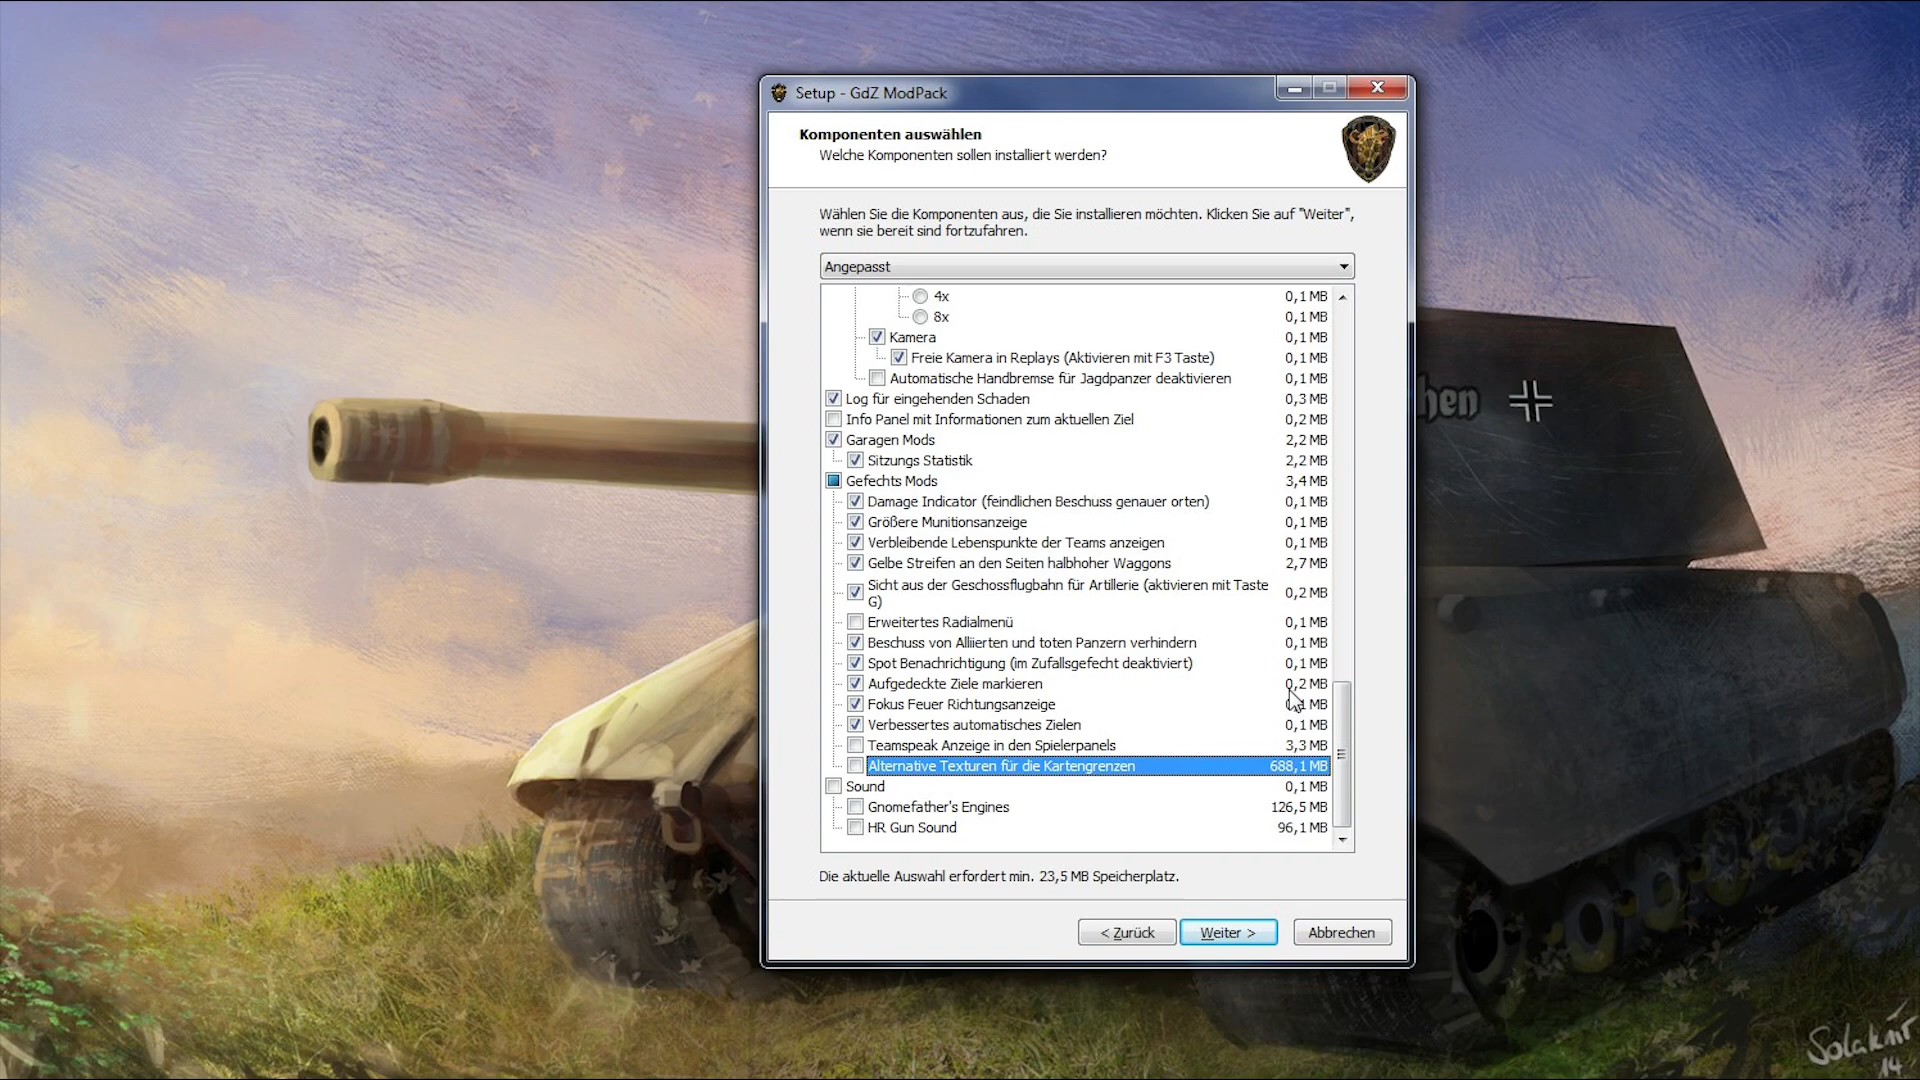 Setup - GdZ ModPack
Komponenten auswählen
Welche Komponenten sollen installiert werden?
Wählen Sie die Komponenten aus, die Sie installieren möchten. Klicken Sie auf "Weiter",
wenn sie bereit sind fortzufahren.
Angepasst
4x 0,1 MB
8x 0,1 MB
Kamera 0,1 MB
Freie Kamera in Replays (Aktivieren mit F3 Taste) 0,1 MB
Automatische Handbremse für Jagdpanzer deaktivieren 0,1 MB
Log für eingehenden Schaden 0,3 MB
Info Panel mit Informationen zum aktuellen Ziel 0,2 MB
Garagen Mods 2,2 MB
Sitzungs Statistik 2,2 MB
Gefechts Mods 3,4 MB
Damage Indicator (feindlichen Beschuss genauer orten) 0,1 MB
Größere Munitionsanzeige 0,1 MB
Verbleibende Lebenspunkte der Teams anzeigen 0,1 MB
Gelbe Streifen an den Seiten halbhoher Waggons 2,7 MB
Sicht aus der Geschossflugbahn für Artillerie (aktivieren mit Taste
G) 0,2 MB
Erweitertes Radialmenü 0,1 MB
Beschuss von Alliierten und toten Panzern verhindern 0,1 MB
Spot Benachrichtigung (im Zufallsgefecht deaktiviert) 0,1 MB
Aufgedeckte Ziele markieren 0,2 MB
Fokus Feuer Richtungsanzeige 0,1 MB
Verbessertes automatisches Zielen 0,1 MB
Teamspeak Anzeige in den Spielerpanels 3,3 MB
Alternative Texturen für die Kartengrenzen 688,1 MB
Sound 0,1 MB
Gnomefather's Engines 126,5 MB
HR Gun Sound 96,1 MB
Die aktuelle Auswahl erfordert min. 23,5 MB Speicherplatz.
< Zurück Weiter > Abbrechen
hen
Solaknir
14